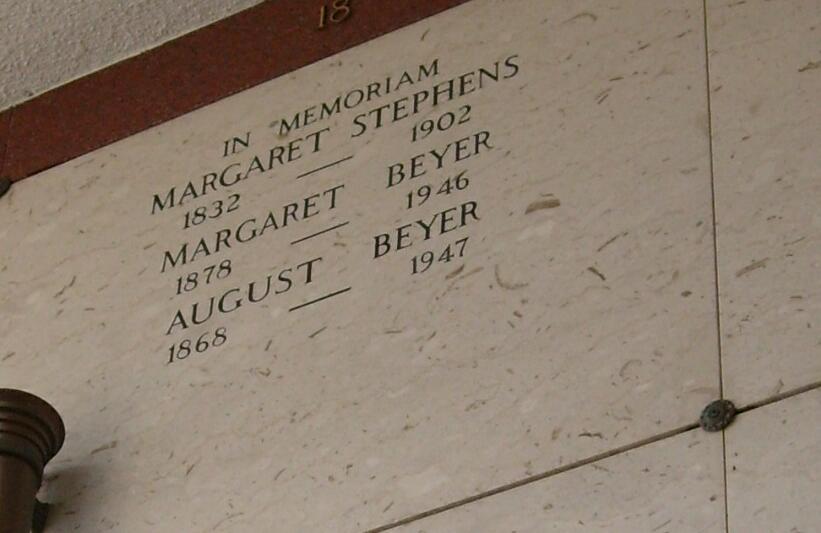 18
IN MEMORIAM
MARGARET STEPHENS
1832 — 1902
MARGARET BEYER
1878 — 1946
AUGUST BEYER
1868 — 1947